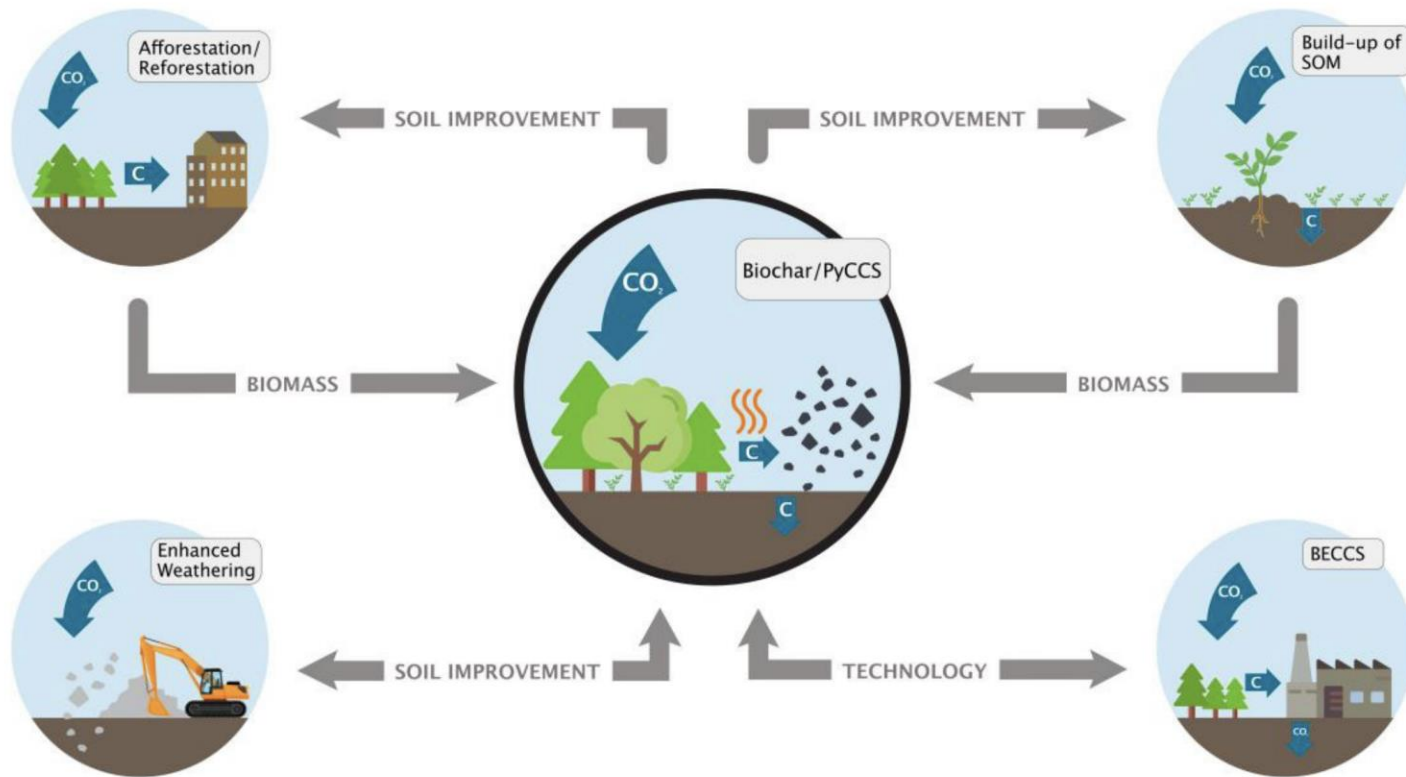 Afforestation/
Reforestation
CO₂
C
SOIL IMPROVEMENT
SOIL IMPROVEMENT
Build-up of
SOM
CO₂
C
Biochar/PyCCS
CO₂
C
C
BIOMASS
BIOMASS
Enhanced
Weathering
CO₂
SOIL IMPROVEMENT
TECHNOLOGY
BECCS
CO₂
C
CO₂